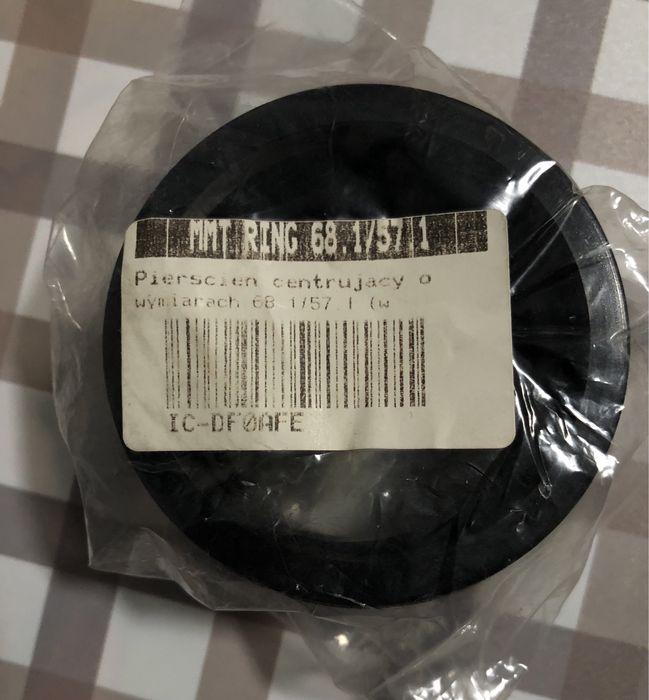 MMT RING 68.1/57.1
Pierscien centrujacy o
wymiarach 68.1/57.1 (w
IC-DF0AFE